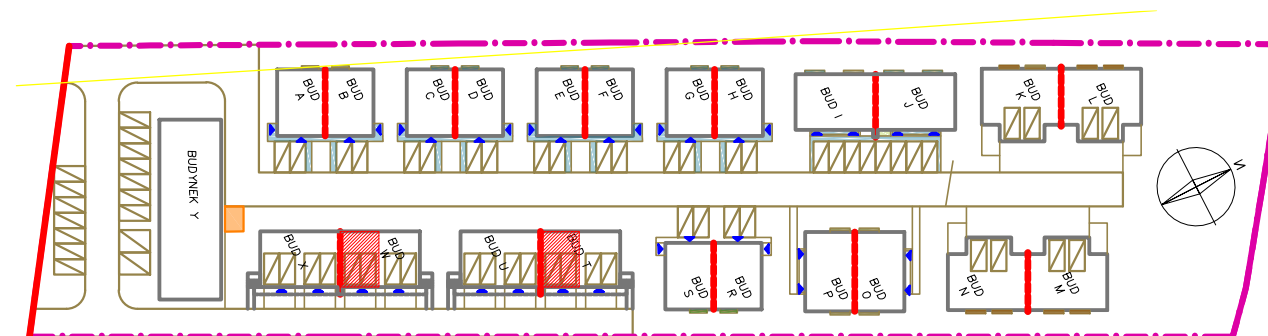 BUD
A
BUD
B
BUD
C
BUD
D
BUD
E
BUD
F
BUD
G
BUD
H
BUD I
BUD
J
BUD
K
BUD
L
N
BUDYNEK Y
BUD X
BUD
W
BUD U
BUD T
BUD
S
BUD
R
BUD
P
BUD
O
BUD
N
BUD
M